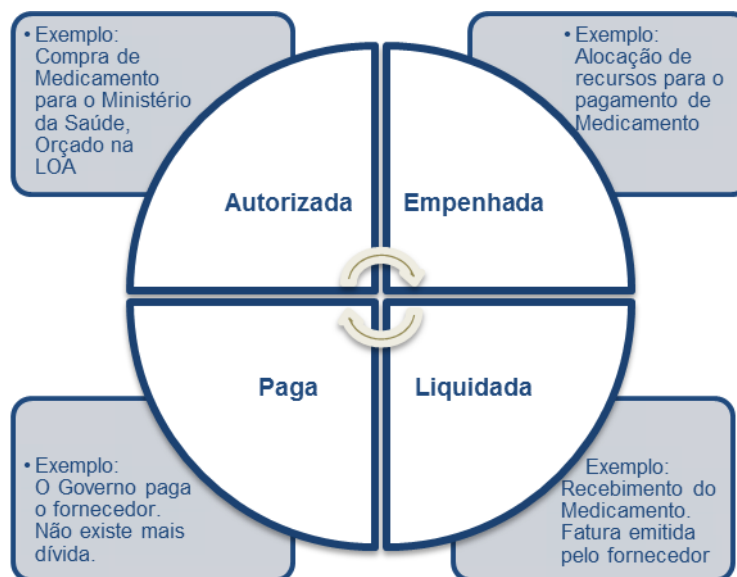 • Exemplo:
Compra de
Medicamento
para o Ministério
da Saúde,
Orçado na
LOA
• Exemplo:
Alocação de
recursos para o
pagamento de
Medicamento
Autorizada
Empenhada
Paga
Liquidada
• Exemplo:
O Governo paga
o fornecedor.
Não existe mais
dívida.
Exemplo:
Recebimento do
Medicamento.
Fatura emitida
pelo fornecedor